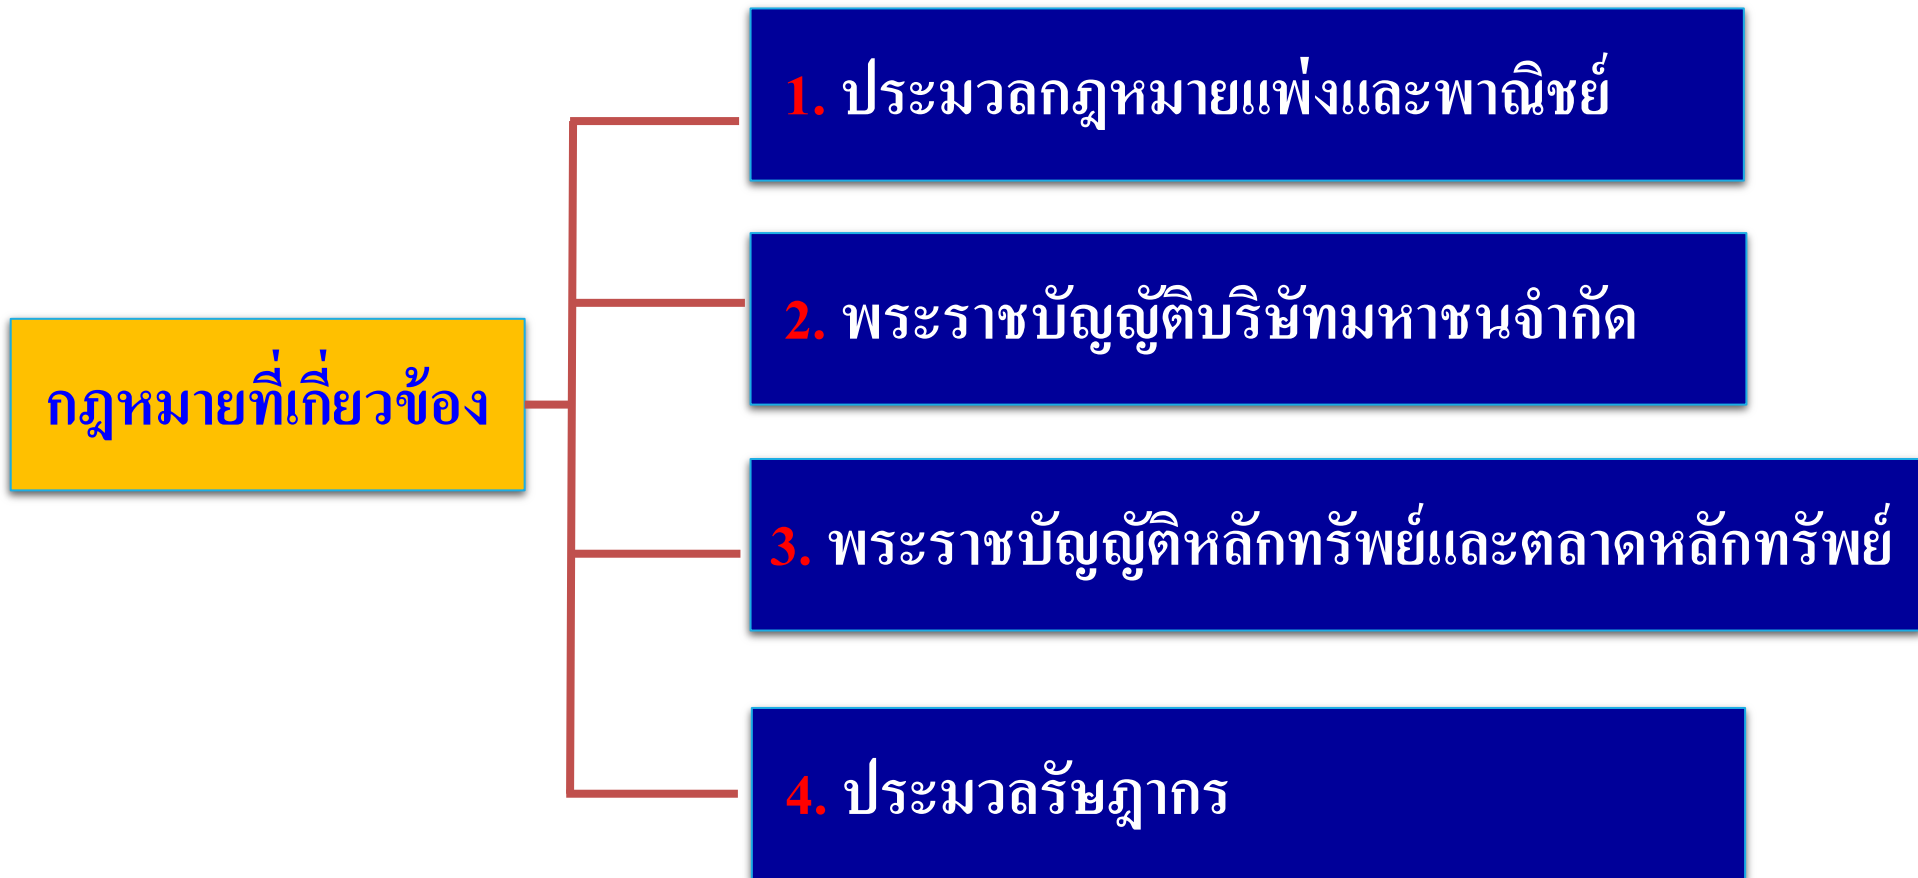 กฎหมายที่เกี่ยวข้อง
1. ประมวลกฎหมายแพ่งและพาณิชย์
2. พระราชบัญญัติบริษัทมหาชนจำกัด
3. พระราชบัญญัติหลักทรัพย์และตลาดหลักทรัพย์
4. ประมวลรัษฎากร